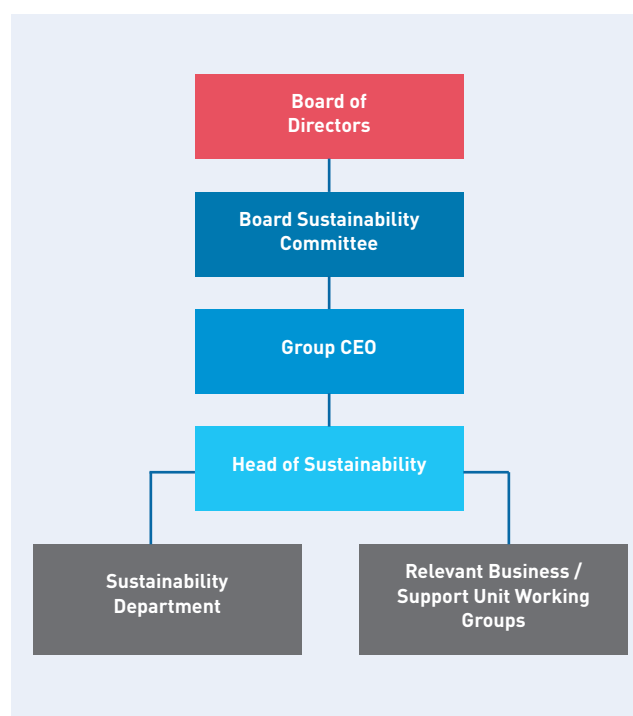 Board of
Directors
Board Sustainability
Committee
Group CEO
Head of Sustainability
Sustainability
Department
Relevant Business /
Support Unit Working
Groups